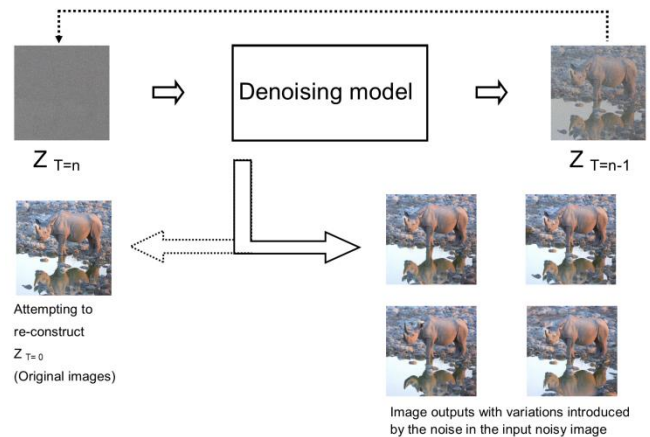 Denoising model
Z T=n
Z T=n-1
Attempting to
re-construct
Z T= 0
(Original images)
Image outputs with variations introduced
by the noise in the input noisy image